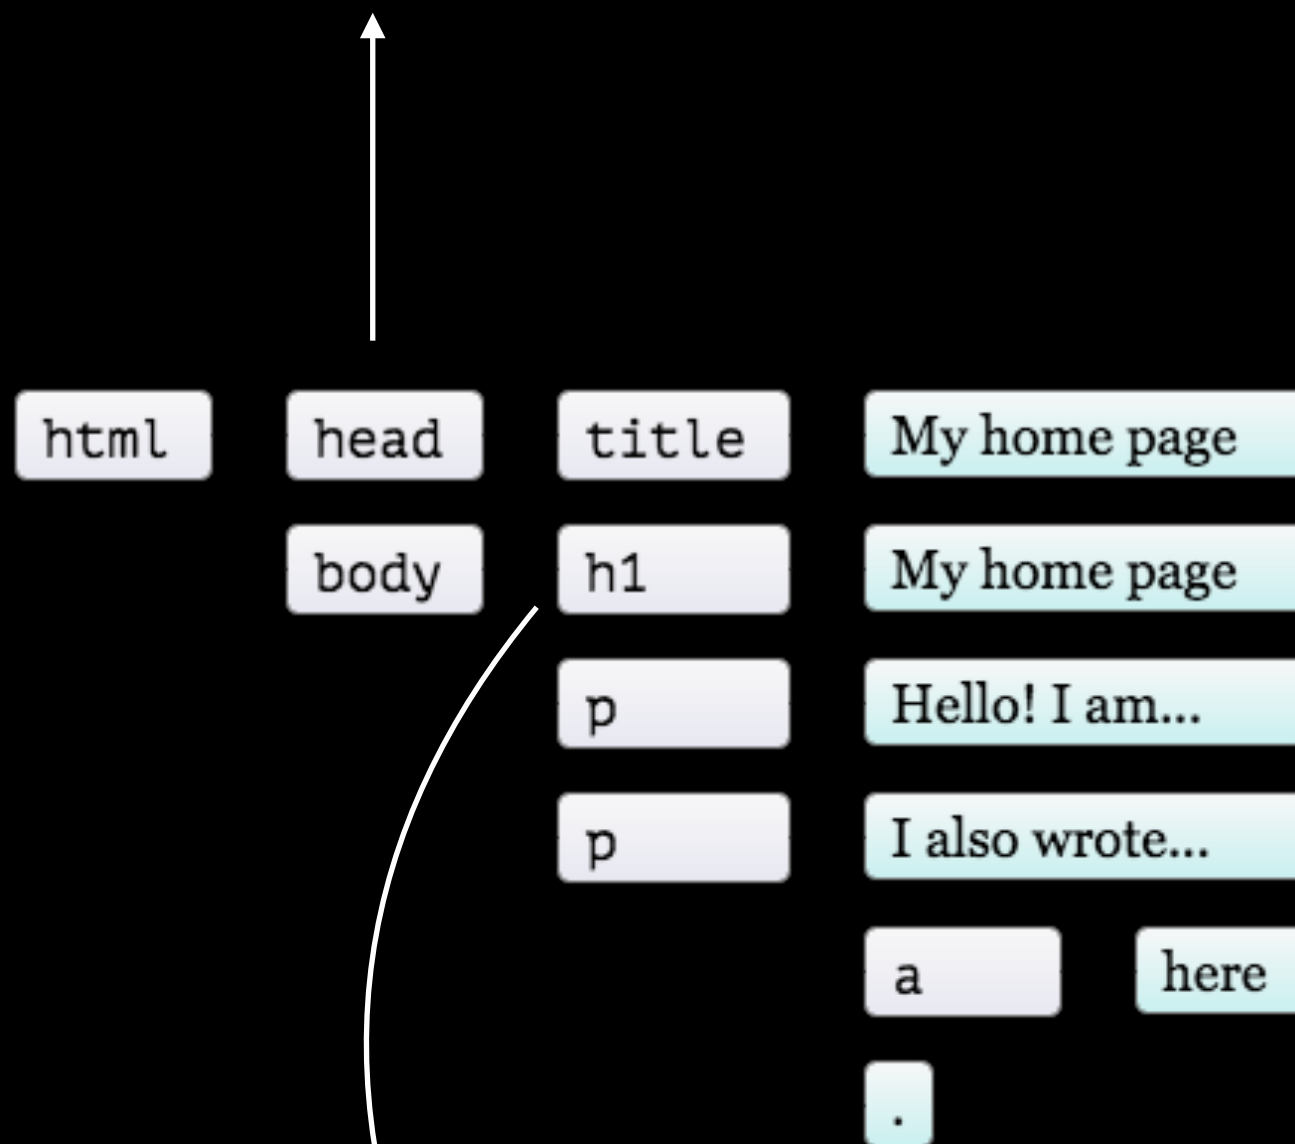 html head title My home page
body h1 My home page
p Hello! I am...
p I also wrote...
a here
.